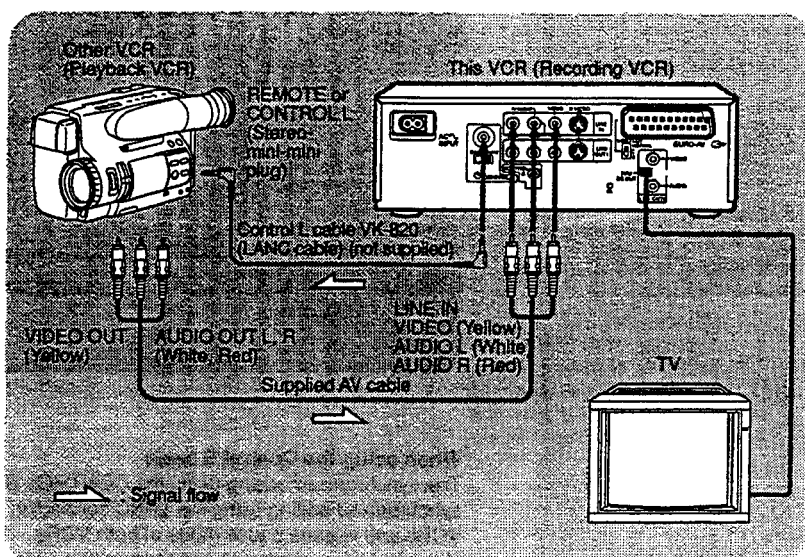 Other VCR
(Playback VCR)
REMOTE or
CONTROL L
(Stereo-
mini-mini
plug)
This VCR (Recording VCR)
EURO-AV
Control L cable VK-820
(LANC cable) (not supplied)
VIDEO OUT
(Yellow)
AUDIO OUT L, R
(White, Red)
LINE IN
VIDEO (Yellow)
AUDIO L (White
AUDIO R (Red)
Supplied AV cable
TV
: Signal flow